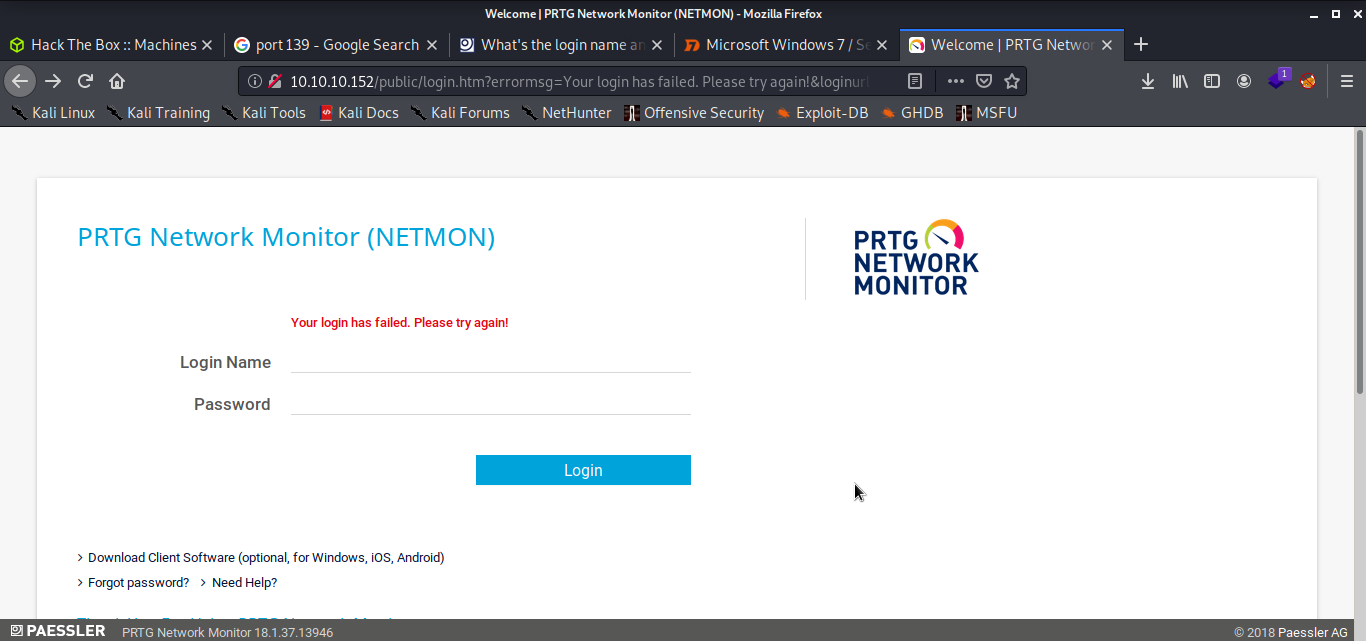 Welcome | PRTG Network Monitor (NETMON) - Mozilla Firefox
Hack The Box :: Machines
port 139 - Google Search
What's the login name an
Microsoft Windows 7 / Se
Welcome | PRTG Networ
10.10.10.152/public/login.htm?errormsg=Your login has failed. Please try again!&loginurl
1
Kali Linux
Kali Training
Kali Tools
Kali Docs
Kali Forums
NetHunter
Offensive Security
Exploit-DB
GHDB
MSFU
PRTG Network Monitor (NETMON)
PRTG
NETWORK
MONITOR
Your login has failed. Please try again!
Login Name
Password
Login
> Download Client Software (optional, for Windows, iOS, Android)
> Forgot password? > Need Help?
PAESSLER PRTG Network Monitor 18.1.37.13946
© 2018 Paessler AG